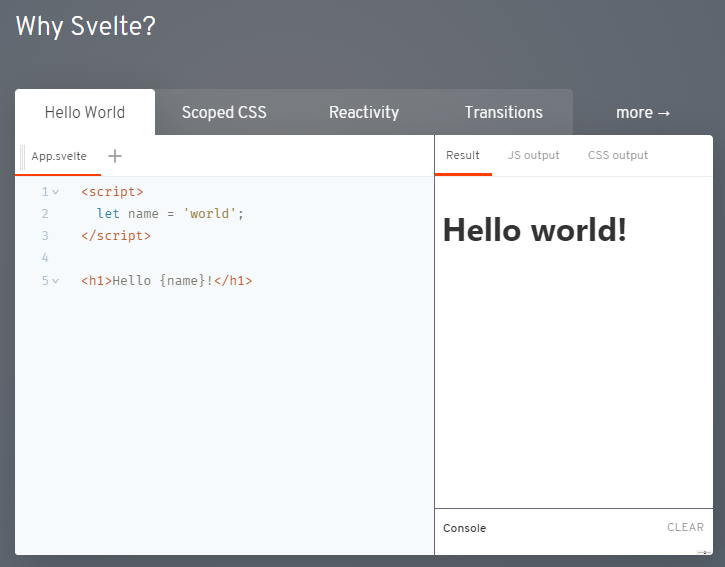 Why Svelte?
Hello World Scoped CSS Reactivity Transitions more →
App.svelte +
1 <script>
2   let name = 'world';
3 </script>
4
5 <h1>Hello {name}!</h1>
Result JS output CSS output
Hello world!
Console CLEAR